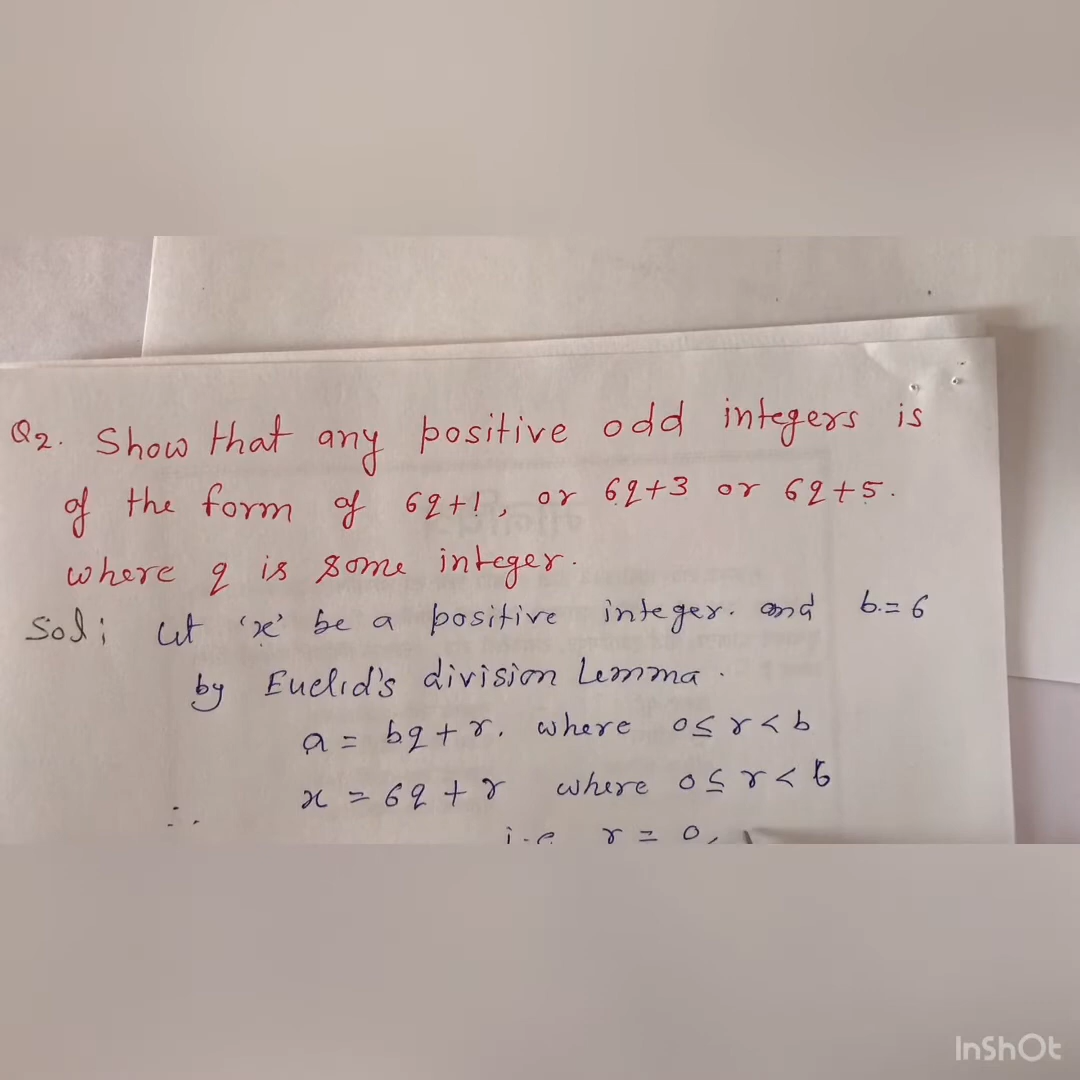 Q2. Show that any positive odd integers is
of the form of 6q+1, or 6q+3 or 6q+5.
where q is some integer.
Sol; let 'x' be a positive integer. and b.= 6
by Euclid's division Lemma.
a = bq + r. where 0 ≤ r < b
∴ x = 6q + r where 0 ≤ r < 6
i.e r = 0,
InShOt